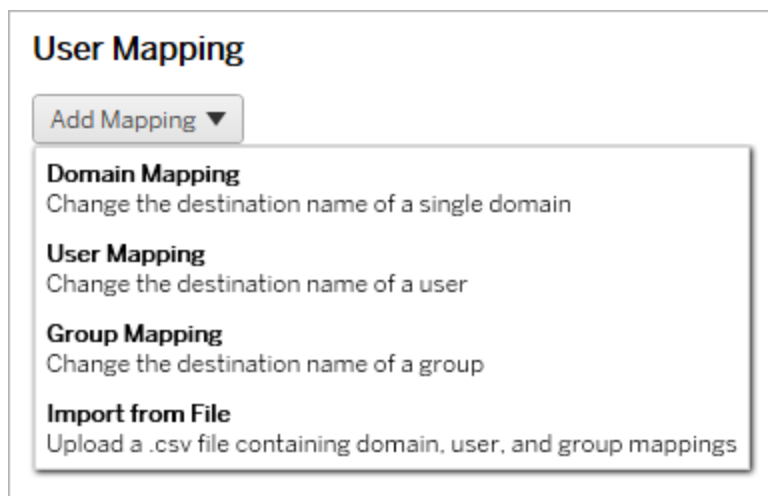 User Mapping
Add Mapping
Domain Mapping
Change the destination name of a single domain
User Mapping
Change the destination name of a user
Group Mapping
Change the destination name of a group
Import from File
Upload a .csv file containing domain, user, and group mappings